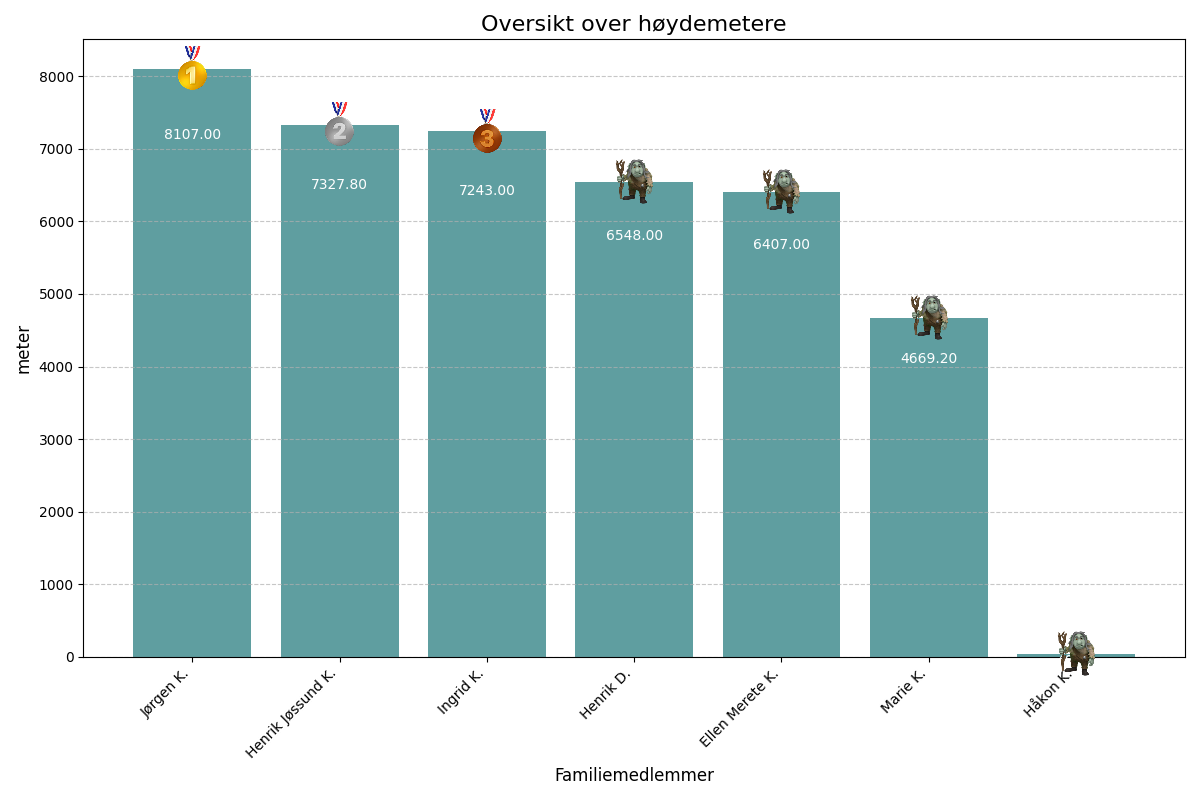 Oversikt over høydemetere
meter
8000
7000
6000
5000
4000
3000
2000
1000
0
1
2
3
8107.00
7327.80
7243.00
6548.00
6407.00
4669.20
Jørgen K.
Henrik Jøssund K.
Ingrid K.
Henrik D.
Ellen Merete K.
Marie K.
Håkon K.
Familiemedlemmer